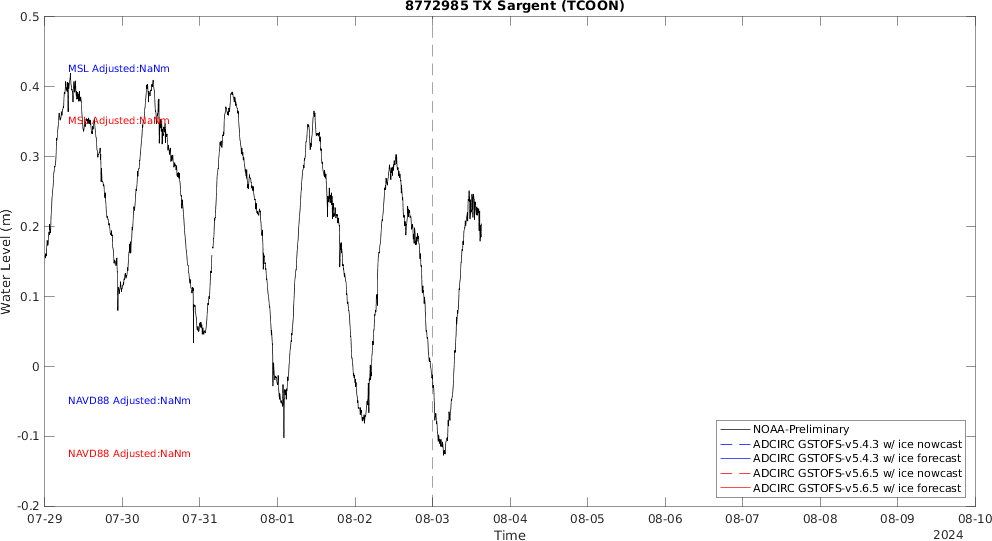 8772985 TX Sargent (TCOON)
0.5
0.4
0.3
0.2
0.1
0
-0.1
-0.2
Water Level (m)
MSL Adjusted:NaNm
MSL Adjusted:NaNm
NAVD88 Adjusted:NaNm
NAVD88 Adjusted:NaNm
NOAA-Preliminary
ADCIRC GSTOFS-v5.4.3 w/ ice nowcast
ADCIRC GSTOFS-v5.4.3 w/ ice forecast
ADCIRC GSTOFS-v5.6.5 w/ ice nowcast
ADCIRC GSTOFS-v5.6.5 w/ ice forecast
07-29 07-30 07-31 08-01 08-02 08-03 08-04 08-05 08-06 08-07 08-08 08-09 08-10
Time
2024